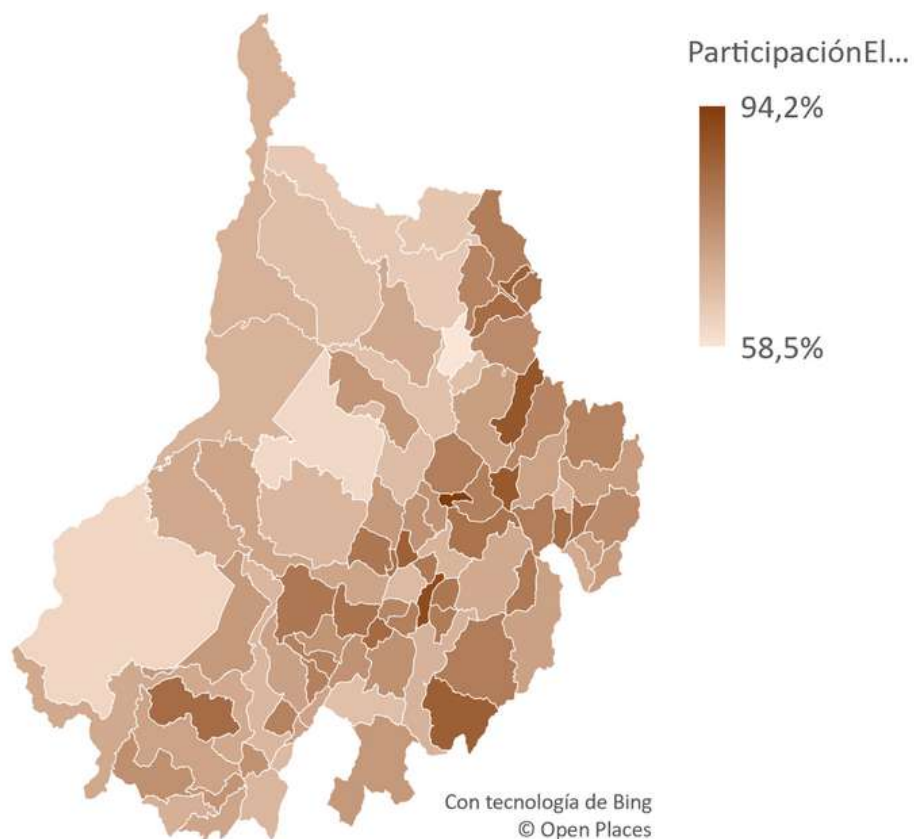 ParticipaciónEl...
94,2%
58,5%
Con tecnología de Bing
© Open Places